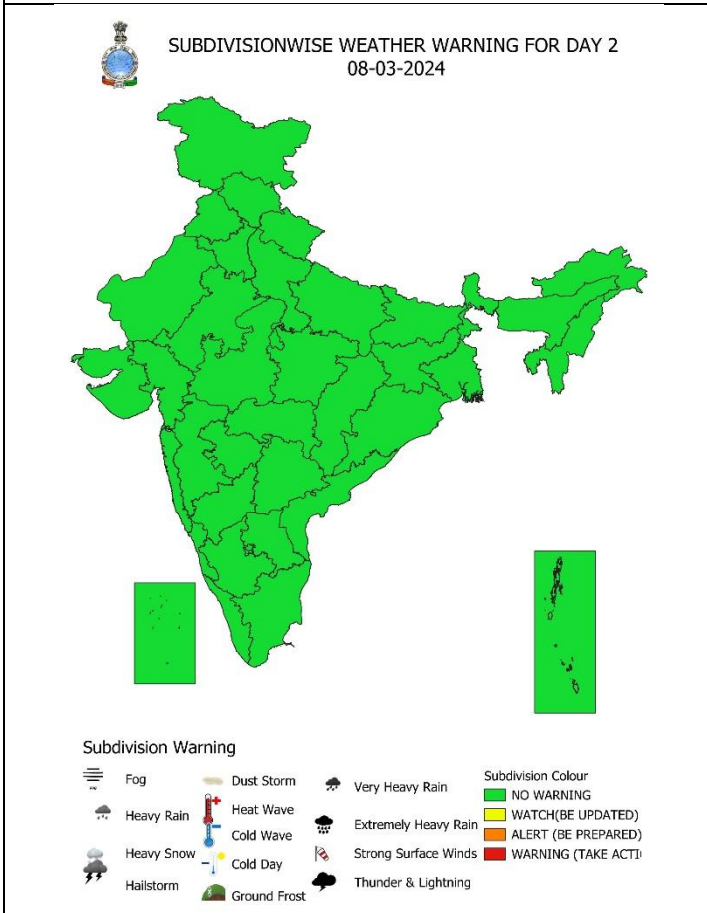 SUBDIVISIONWISE WEATHER WARNING FOR DAY 2
08-03-2024
Subdivision Warning
Fog
Heavy Rain
Heavy Snow
Hailstorm
Dust Storm
Heat Wave
Cold Wave
Cold Day
Ground Frost
Very Heavy Rain
Extremely Heavy Rain
Strong Surface Winds
Thunder & Lightning
Subdivision Colour
NO WARNING
WATCH(BE UPDATED)
ALERT (BE PREPARED)
WARNING (TAKE ACTI